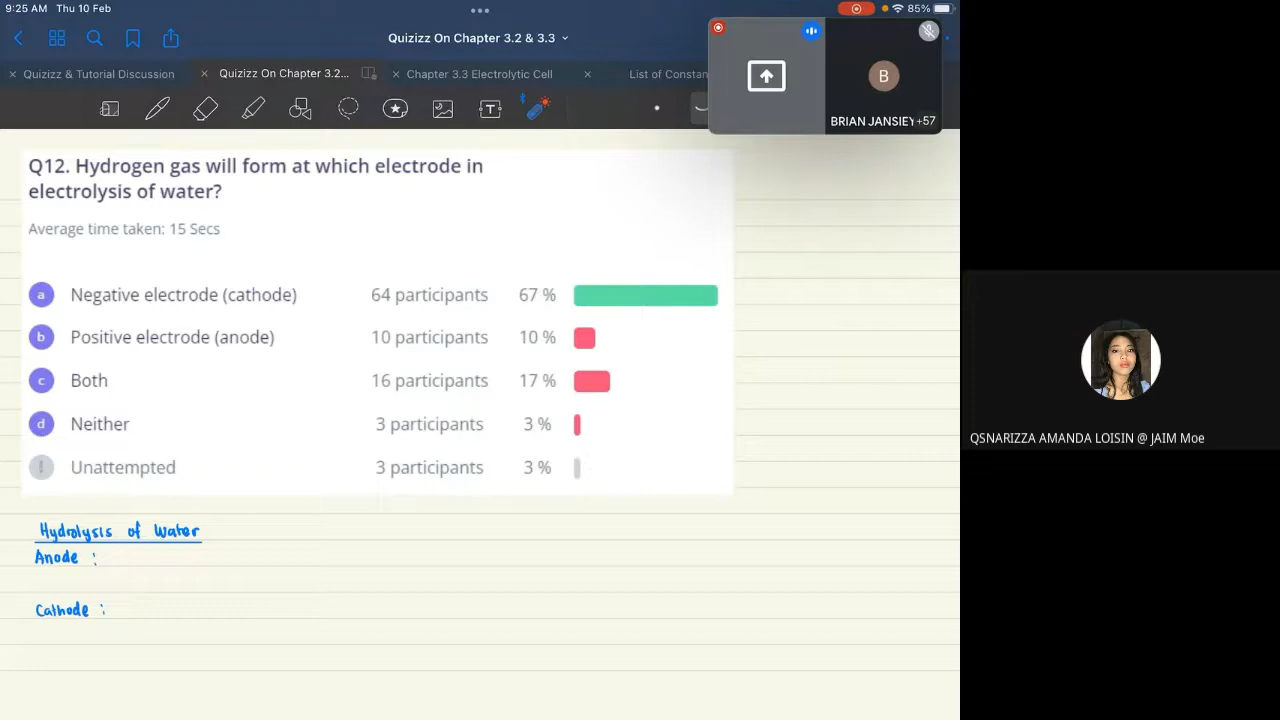 9:25 AM Thu 10 Feb
85%
Quizizz On Chapter 3.2 & 3.3
Quizizz & Tutorial Discussion
Quizizz On Chapter 3.2...
Chapter 3.3 Electrolytic Cell
List of Constan
B
BRIAN JANSIEY +57
Q12. Hydrogen gas will form at which electrode in
electrolysis of water?
Average time taken: 15 Secs
a Negative electrode (cathode) 64 participants 67 %
b Positive electrode (anode) 10 participants 10 %
c Both 16 participants 17 %
d Neither 3 participants 3 %
! Unattempted 3 participants 3 %
Hydrolysis of Water
Anode :
Cathode :
QSNARIZZA AMANDA LOISIN @ JAIM Moe